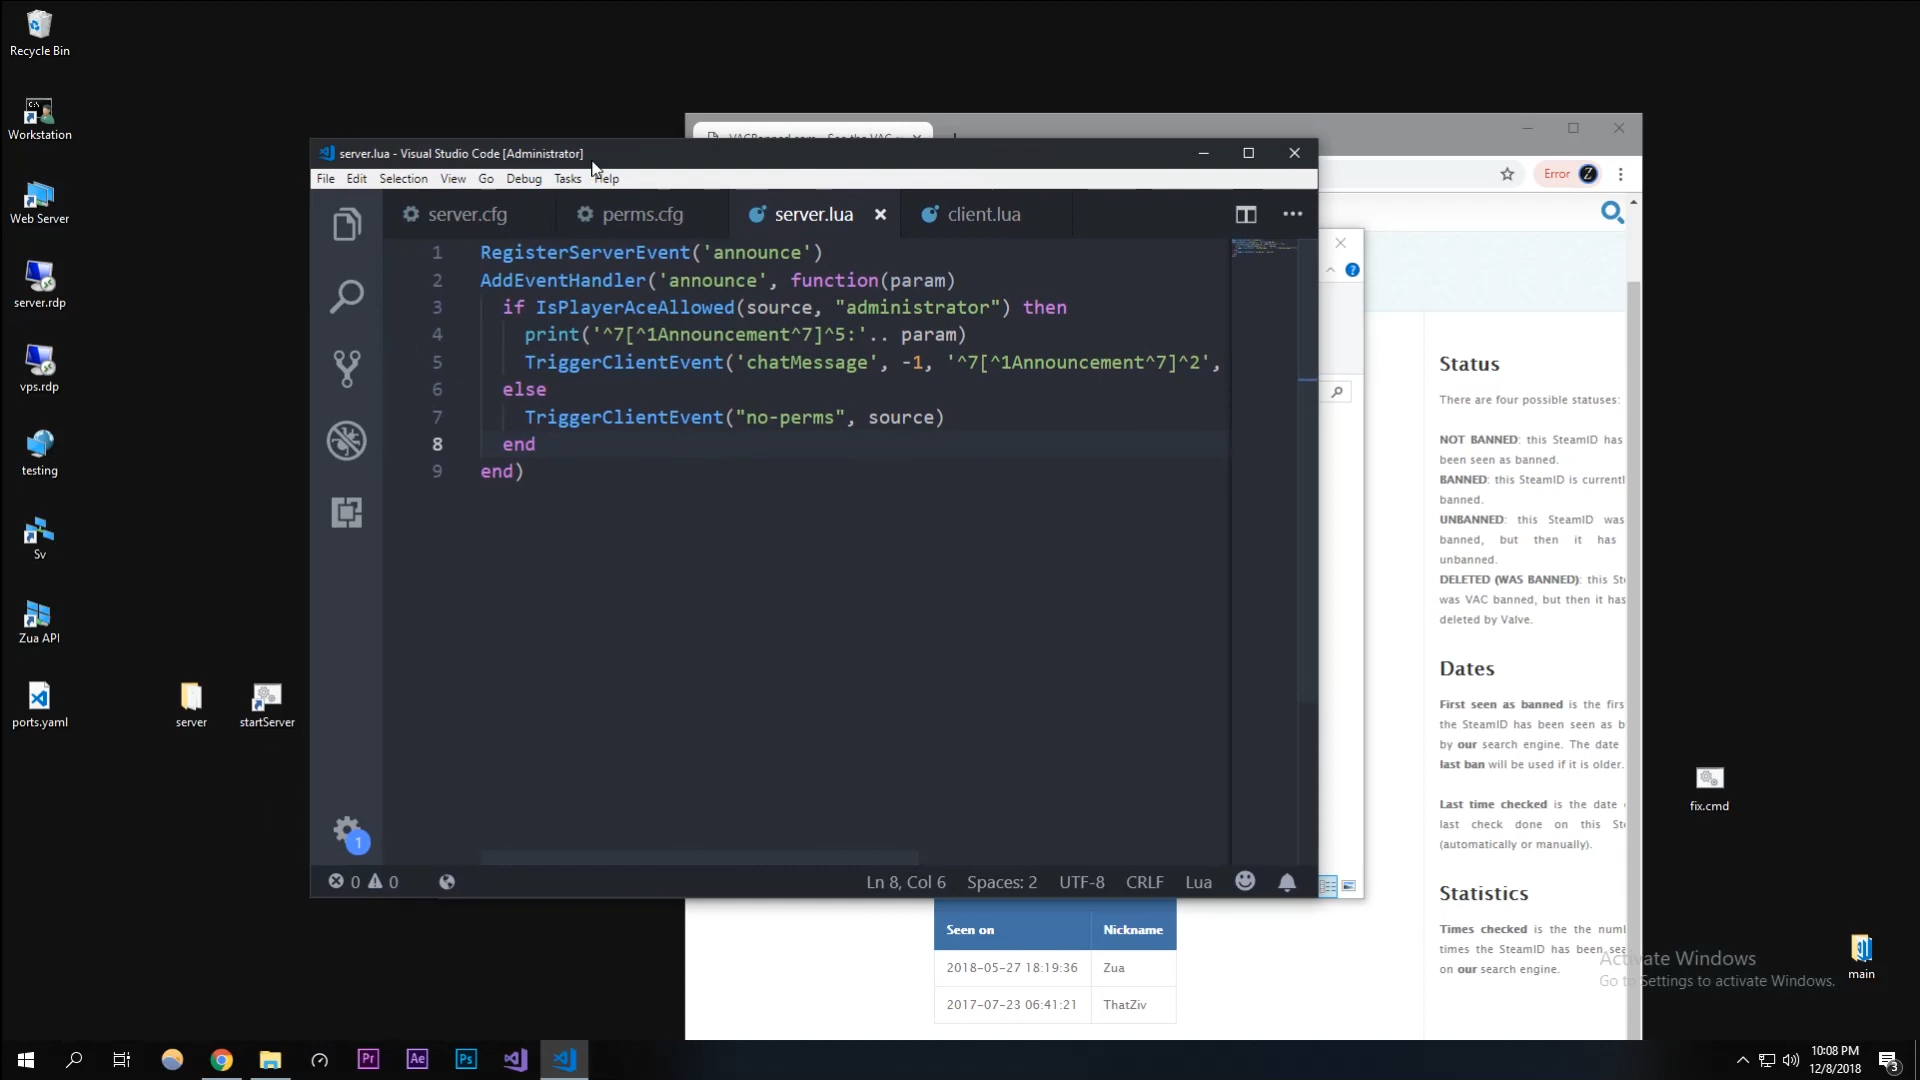 Recycle Bin
Workstation
Web Server
server.rdp
vps.rdp
testing
Sv
Zua API
ports.yaml
server
startServer
fix.cmd
main
server.lua - Visual Studio Code [Administrator]
File Edit Selection View Go Debug Tasks Help
server.cfg perms.cfg server.lua client.lua
1 RegisterServerEvent('announce')
2 AddEventHandler('announce', function(param)
3 if IsPlayerAceAllowed(source, "administrator") then
4 print('^7[^1Announcement^7]^5:'.. param)
5 TriggerClientEvent('chatMessage', -1, '^7[^1Announcement^7]^2',
6 else
7 TriggerClientEvent("no-perms", source)
8 end
9 end)
1
0 0
Ln 8, Col 6 Spaces: 2 UTF-8 CRLF Lua
Error Z
Status
There are four possible statuses:
NOT BANNED: this SteamID has
been seen as banned.
BANNED: this SteamID is
banned.
UNBANNED: this SteamID was
banned, but then it has
unbanned.
DELETED (WAS BANNED): this
was VAC banned, but then it has
deleted by Valve.
Dates
First seen as banned is the
the SteamID has been seen as
by our search engine. The date
last ban will be used if it is older.
Last time checked is the date
last check done on this
(automatically or manually).
Statistics
Times checked is the the
times the SteamID has been
on our search engine.
Seen on Nickname
2018-05-27 18:19:36 Zua
2017-07-23 06:41:21 ThatZiv
Activate Windows
Go to Settings to activate Windows.
Pr Ae Ps
10:08 PM
12/8/2018
3